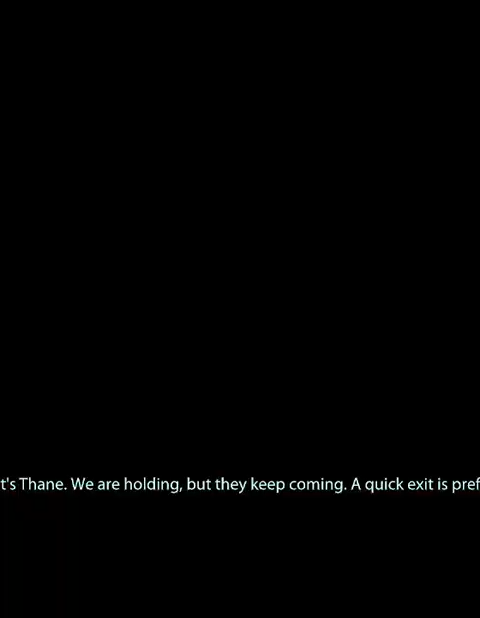 t's Thane. We are holding, but they keep coming. A quick exit is pref